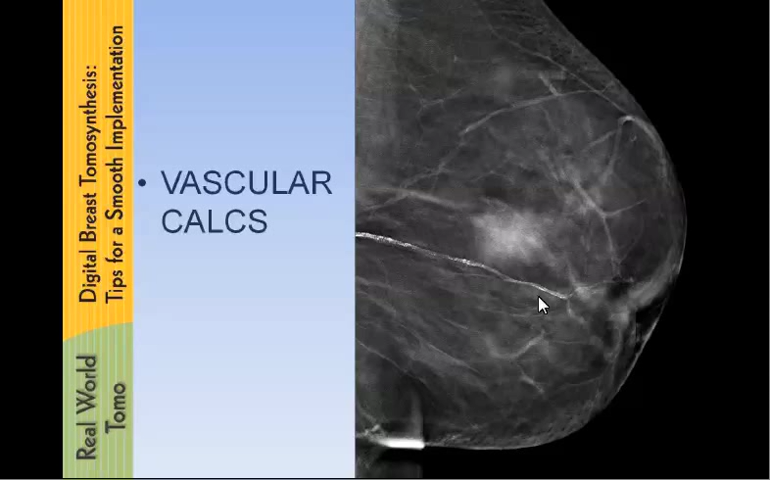 Digital Breast Tomosynthesis:
Tips for a Smooth Implementation
Real World
Tomo
• VASCULAR
CALCS